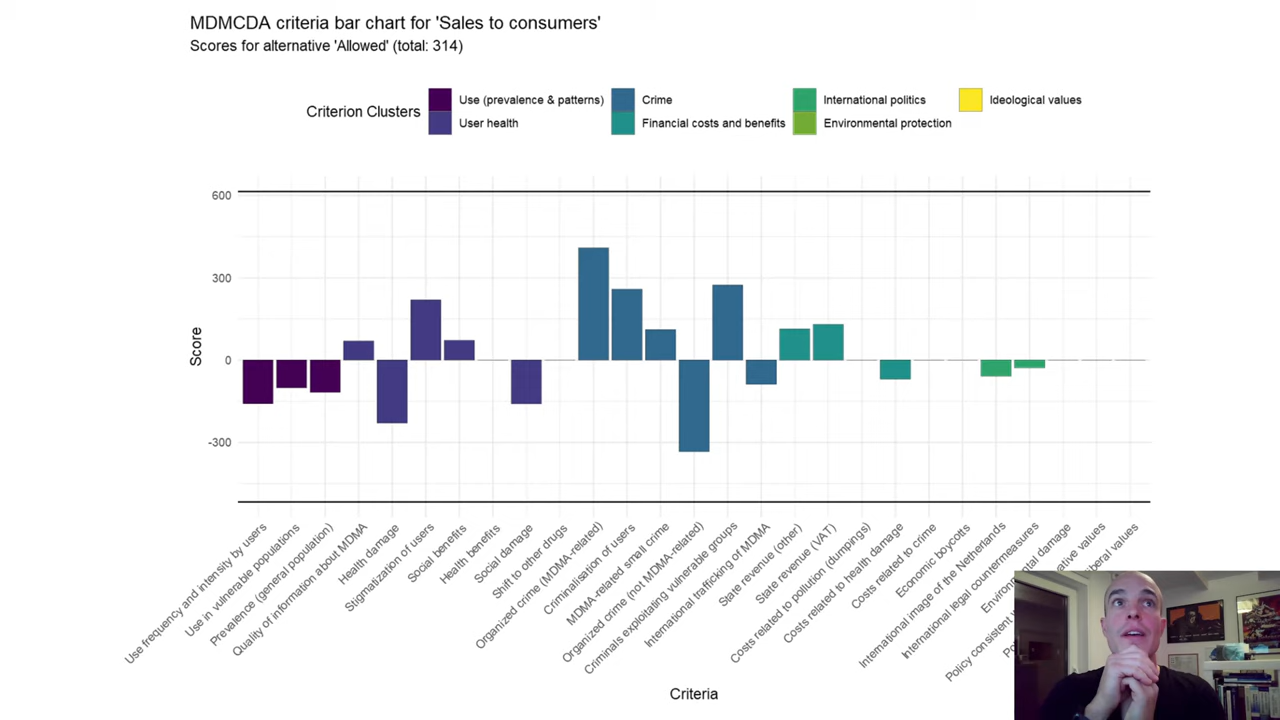 MDMCDA criteria bar chart for 'Sales to consumers'
Scores for alternative 'Allowed' (total: 314)
Criterion Clusters
Use (prevalence & patterns)
User health
Crime
Financial costs and benefits
International politics
Environmental protection
Ideological values
Score
600
300
0
-300
Use frequency and intensity by users
Use in vulnerable populations
Prevalence (general population)
Quality of information about MDMA
Health damage
Stigmatization of users
Social benefits
Health benefits
Social damage
Shift to other drugs
Organized crime (MDMA-related)
Criminalisation of users
MDMA-related small crime
Organized crime (not MDMA-related)
Criminals exploitating vulnerable groups
International trafficking of MDMA
State revenue (other)
State revenue (VAT)
Costs related to pollution (dumpings)
Costs related to health damage
Costs related to crime
Economic boycotts
International image of the Netherlands
International legal countermeasures
damage
Policy consistent
values
liberal values
Criteria